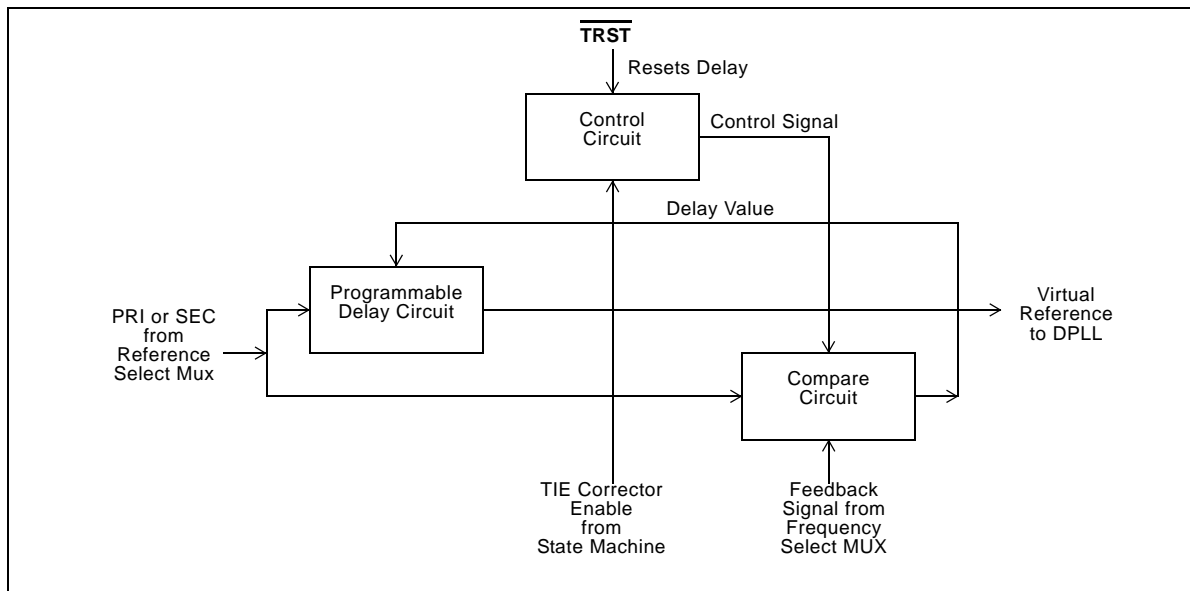 TRST
Resets Delay
Control
Circuit
Control Signal
Delay Value
Programmable
Delay Circuit
PRI or SEC
from
Reference
Select Mux
Virtual
Reference
to DPLL
Compare
Circuit
TIE Corrector
Enable
from
State Machine
Feedback
Signal from
Frequency
Select MUX